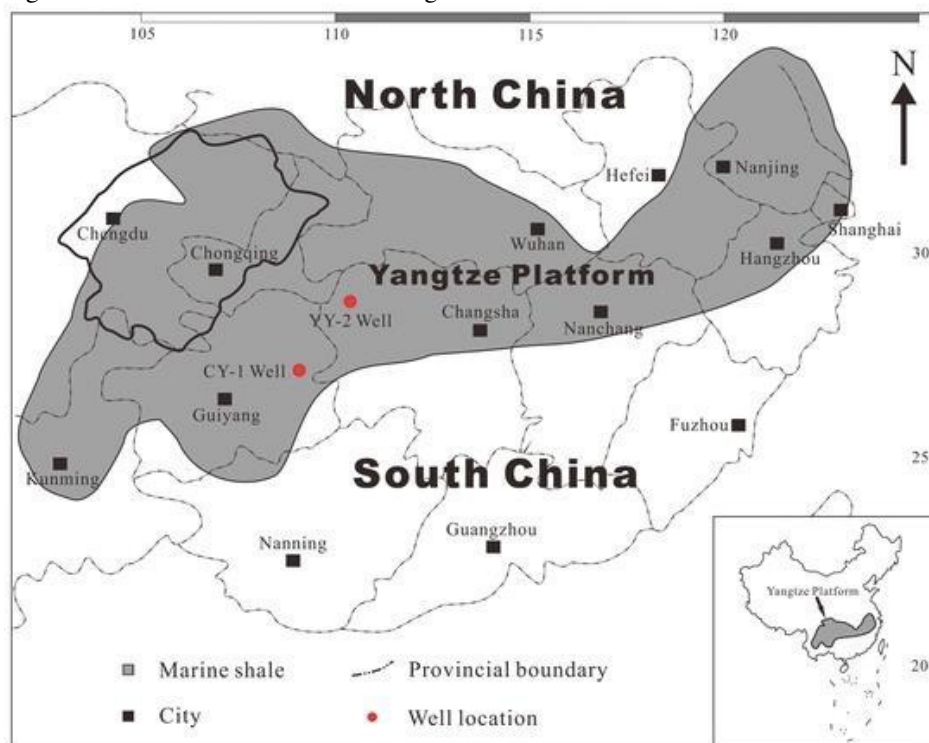 105
110
115
120
North China
N
Hefei
Nanjing
Chengdu
Shanghai
Wuhan
Hangzhou
30
Chongqing
Yangtze Platform
YY-2 Well
Changsha
Nanchang
CY-1 Well
Guiyang
Fuzhou
25
Kunming
South China
Guangzhou
Nanning
Yangtze Platform
Marine shale
Provincial boundary
20
City
Well location